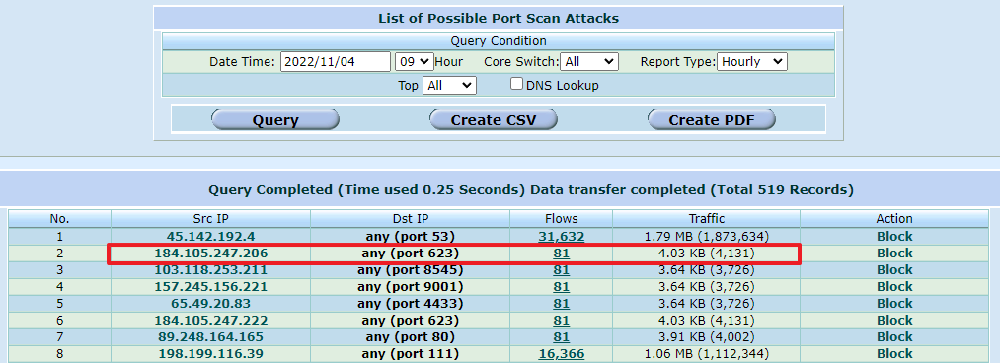 List of Possible Port Scan Attacks
Query Condition
Date Time: 2022/11/04 09 Hour Core Switch: All Report Type: Hourly
Top All DNS Lookup
Query Create CSV Create PDF
Query Completed (Time used 0.25 Seconds) Data transfer completed (Total 519 Records)
No. Src IP Dst IP Flows Traffic Action
1 45.142.192.4 any (port 53) 31,632 1.79 MB (1,873,634) Block
2 184.105.247.206 any (port 623) 81 4.03 KB (4,131) Block
3 103.118.253.211 any (port 8545) 81 3.64 KB (3,726) Block
4 157.245.156.221 any (port 9001) 81 3.64 KB (3,726) Block
5 65.49.20.83 any (port 4433) 81 3.64 KB (3,726) Block
6 184.105.247.222 any (port 623) 81 4.03 KB (4,131) Block
7 89.248.164.165 any (port 80) 81 3.91 KB (4,002) Block
8 198.199.116.39 any (port 111) 16,366 1.06 MB (1,112,344) Block